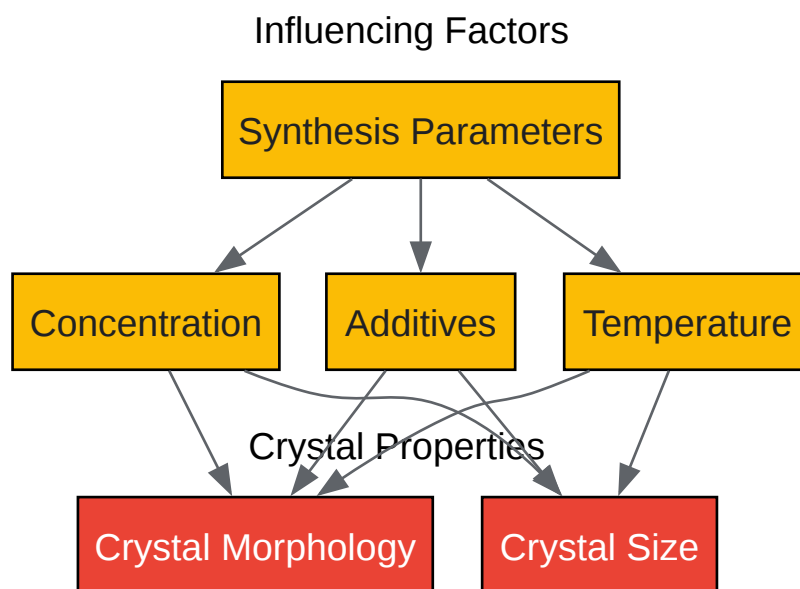 Influencing Factors
Synthesis Parameters
Concentration
Additives
Temperature
Crystal Properties
Crystal Morphology
Crystal Size